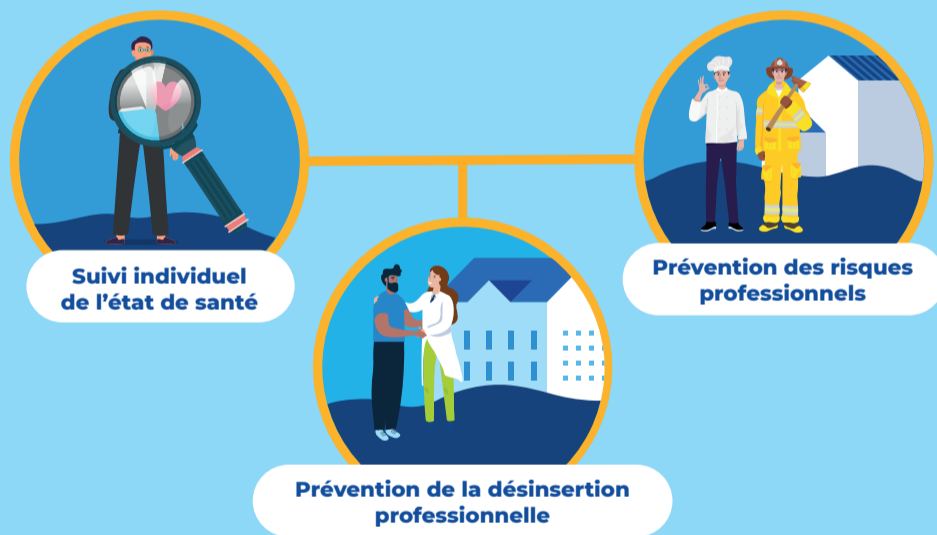 Suivi individuel
de l’état de santé
Prévention des risques
professionnels
Prévention de la désinsertion
professionnelle